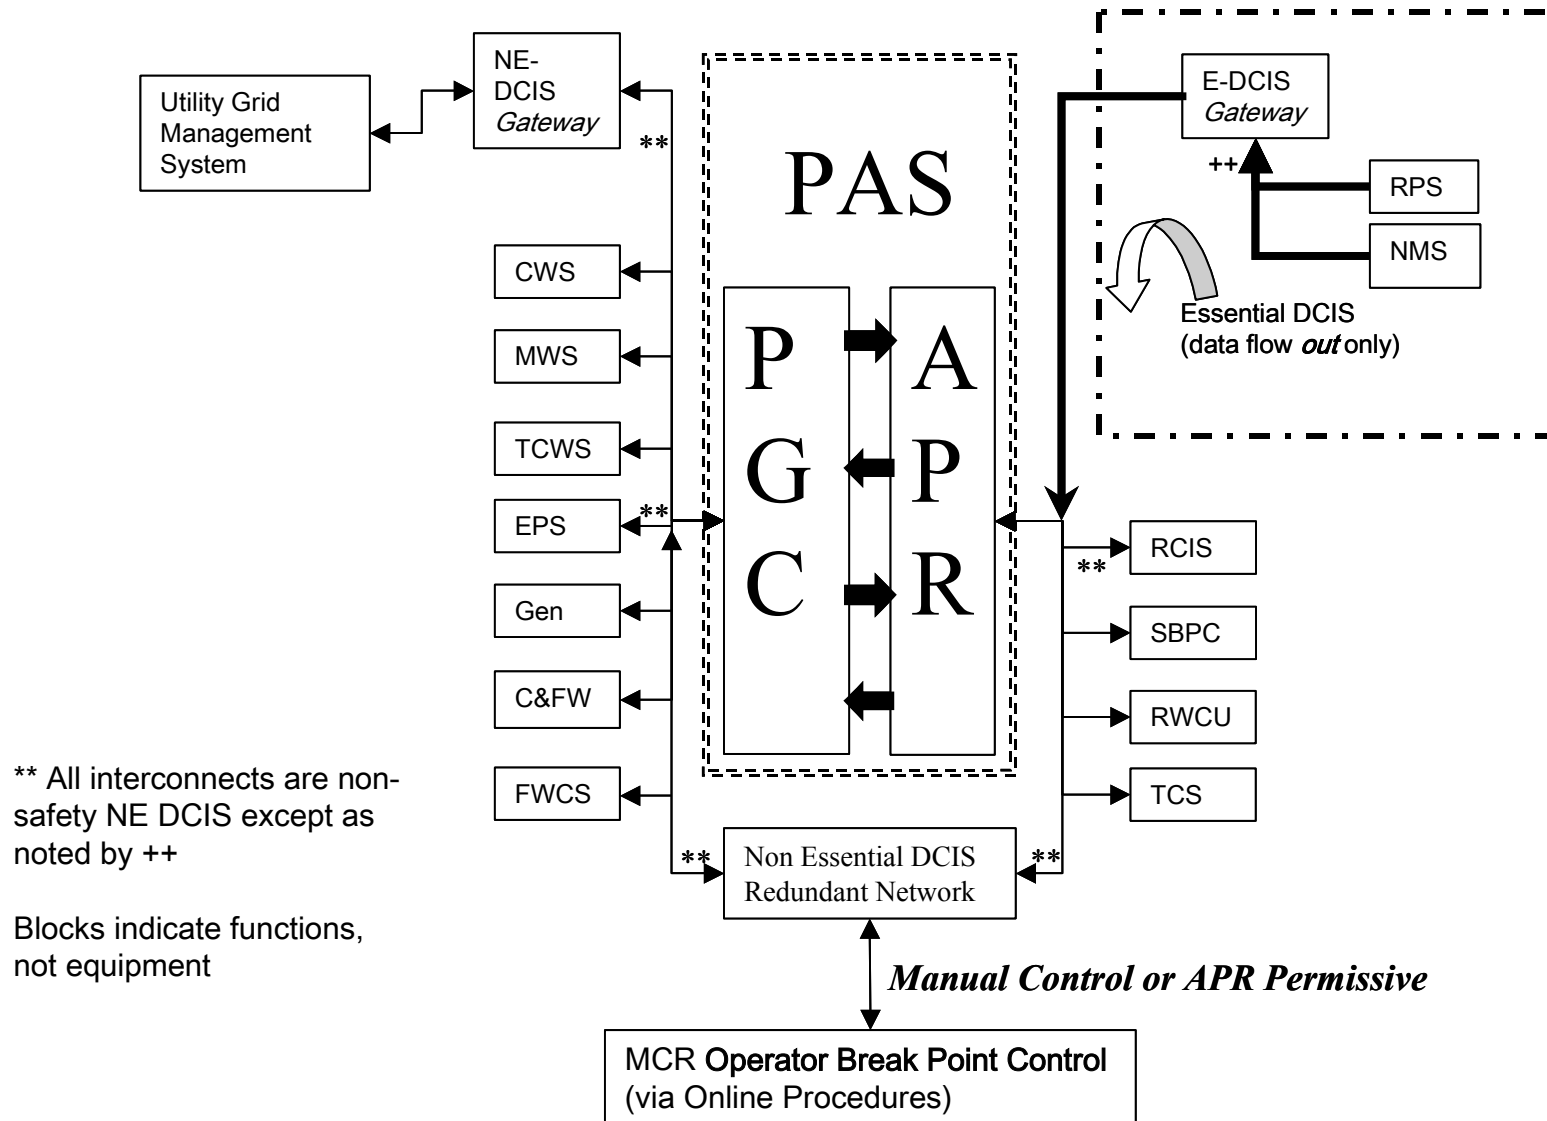 NE-
DCIS
Gateway
Utility Grid
Management
System
**
PAS
E-DCIS
Gateway
++
RPS
NMS
Essential DCIS
(data flow out only)
CWS
MWS
TCWS
EPS
**
Gen
C&FW
FWCS
P
G
C
A
P
R
RCIS
**
SBPC
RWCU
TCS
** All interconnects are non-
safety NE DCIS except as
noted by ++
Blocks indicate functions,
not equipment
**
Non Essential DCIS
Redundant Network
**
Manual Control or APR Permissive
MCR Operator Break Point Control
(via Online Procedures)